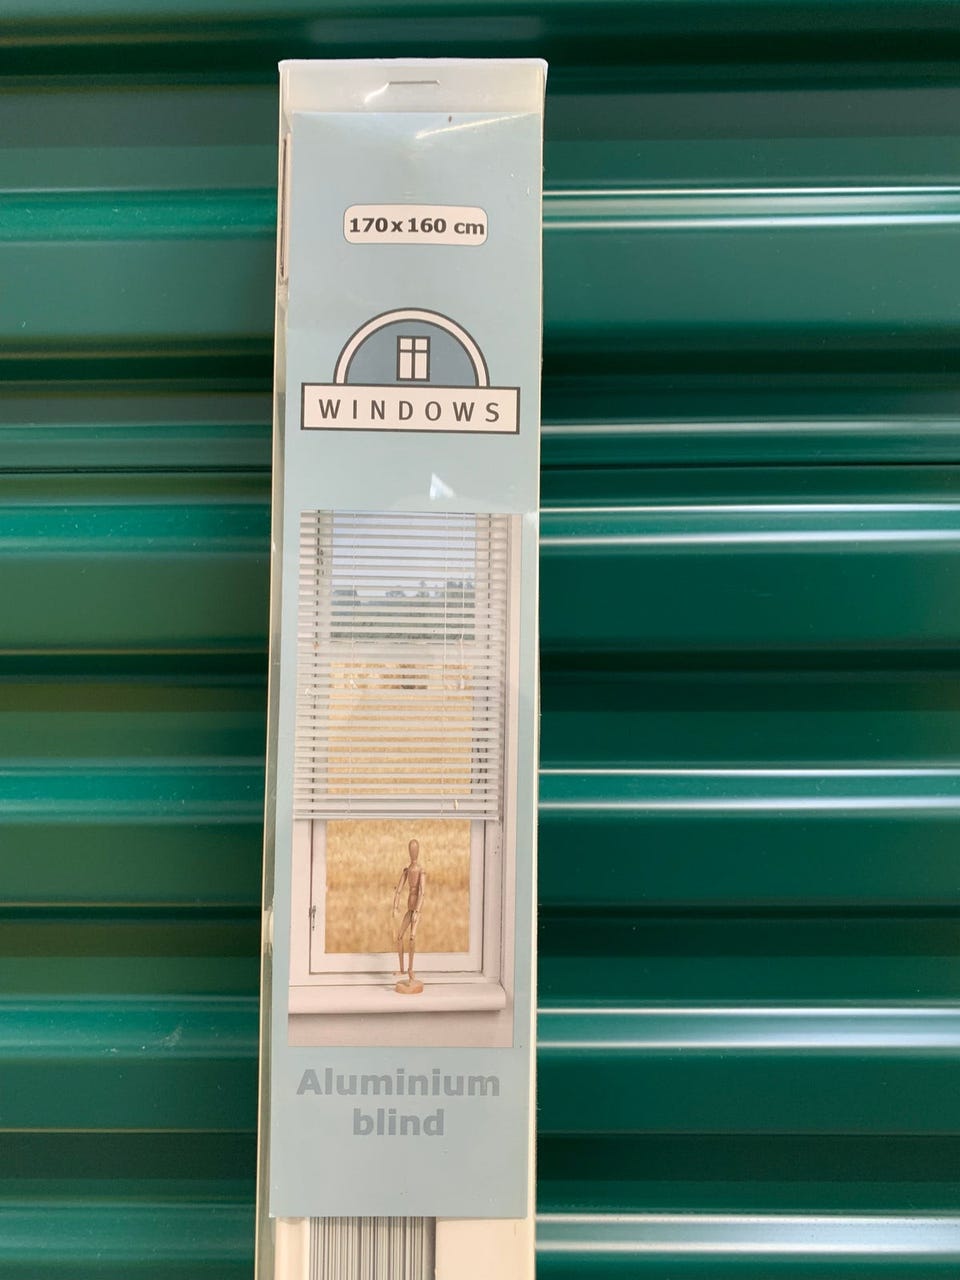 170x160 cm
WINDOWS
Aluminium
blind